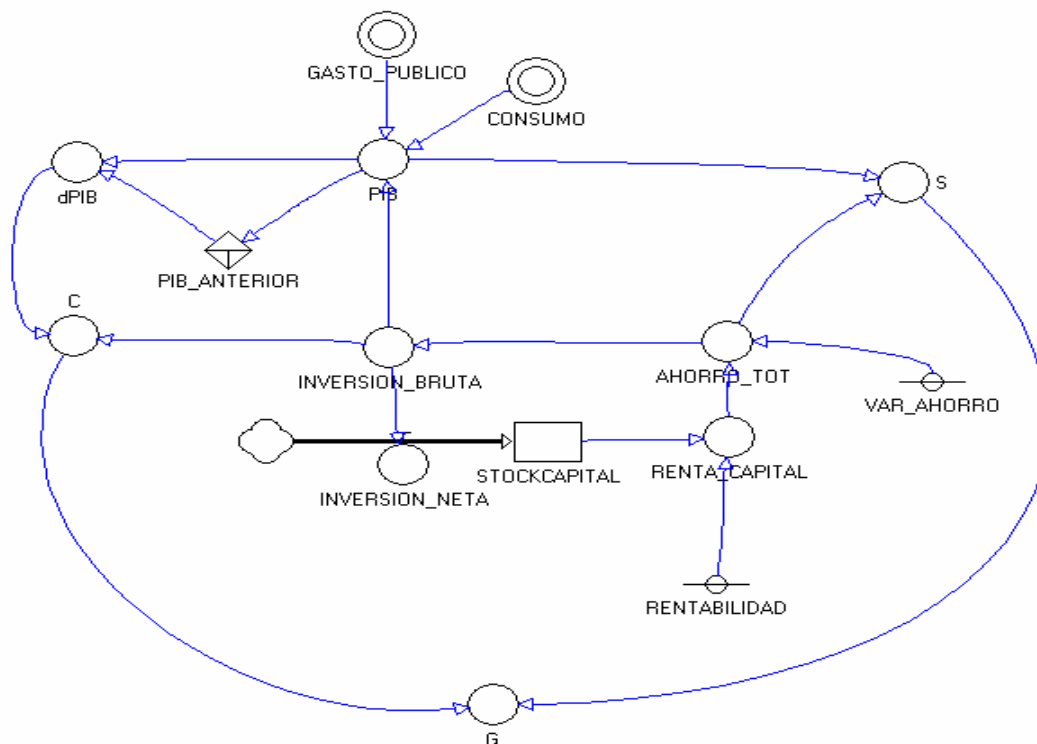 GASTO_PUBLICO
CONSUMO
dPIB
PIB
S
PIB_ANTERIOR
C
INVERSION_BRUTA
AHORRO_TOT
VAR_AHORRO
STOCKCAPITAL
RENTA_CAPITAL
INVERSION_NETA
RENTABILIDAD
G